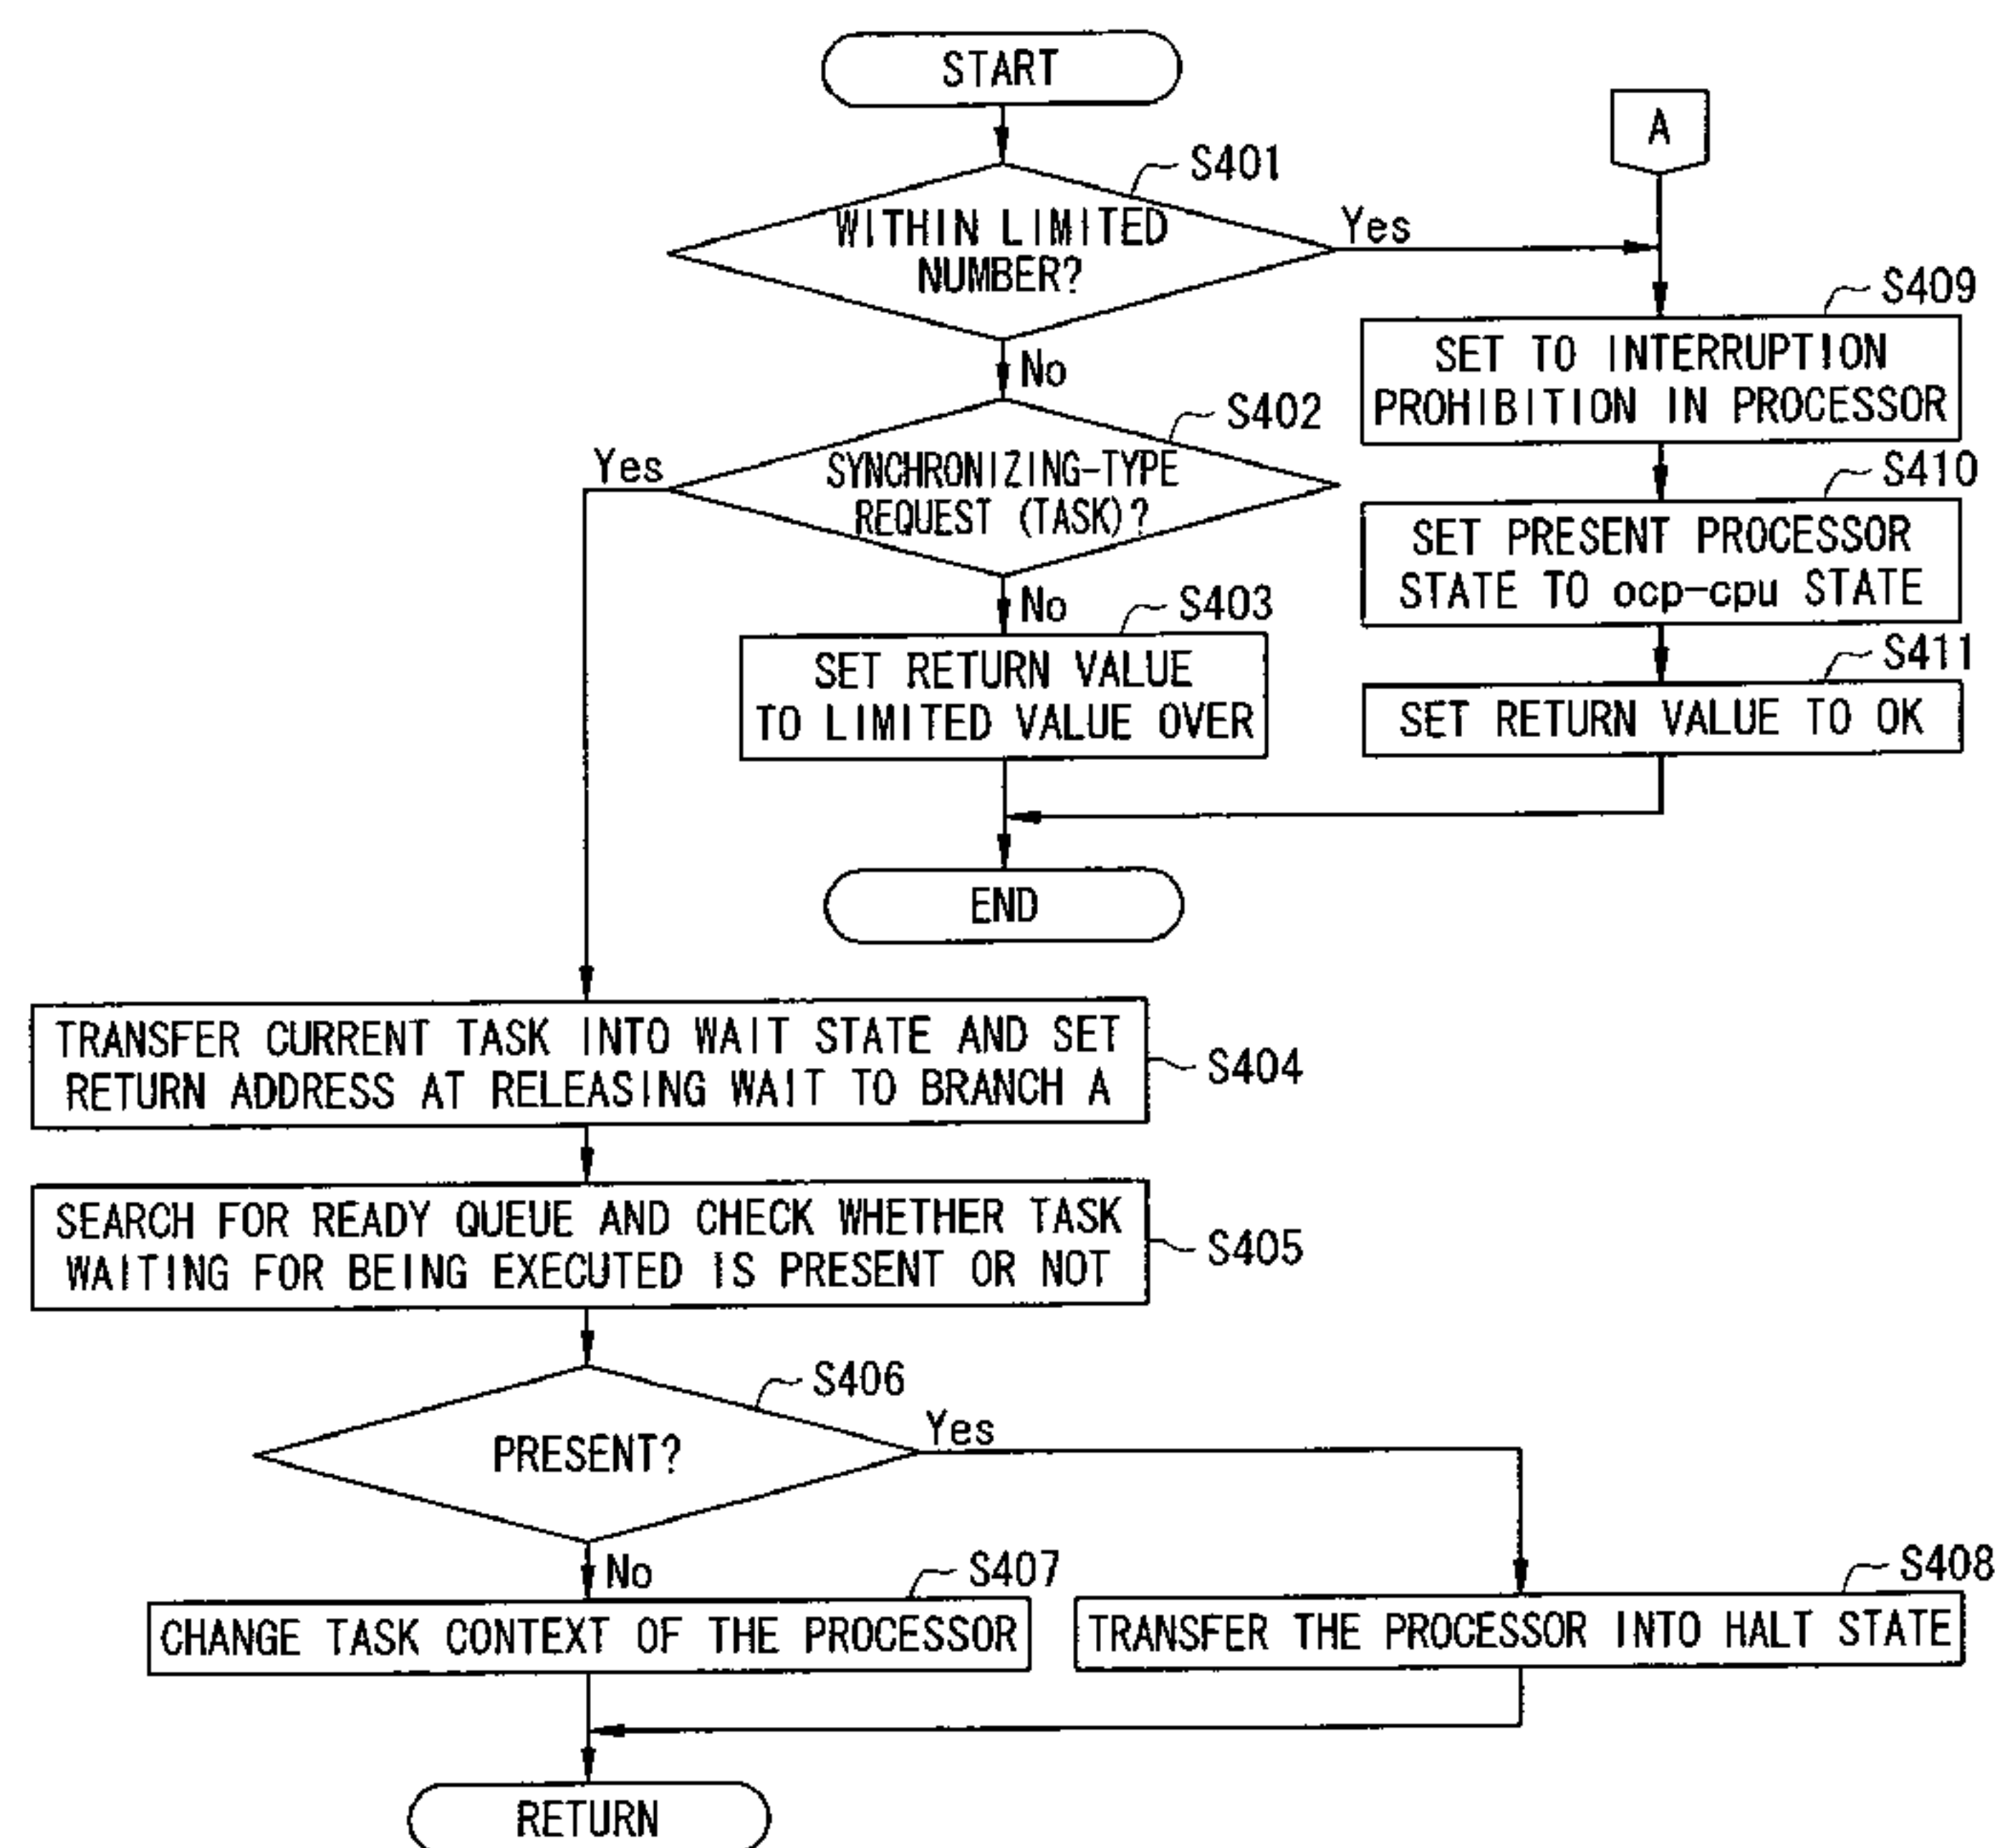 START
A
S401
WITHIN LIMITED
NUMBER?
Yes
No
S409
SET TO INTERRUPTION
PROHIBITION IN PROCESSOR
S402
Yes
SYNCHRONIZING-TYPE
REQUEST (TASK)?
No
S410
SET PRESENT PROCESSOR
STATE TO ocp-cpu STATE
S403
SET RETURN VALUE
TO LIMITED VALUE OVER
S411
SET RETURN VALUE TO OK
END
TRANSFER CURRENT TASK INTO WAIT STATE AND SET
RETURN ADDRESS AT RELEASING WAIT TO BRANCH A
S404
SEARCH FOR READY QUEUE AND CHECK WHETHER TASK
WAITING FOR BEING EXECUTED IS PRESENT OR NOT
S405
S406
PRESENT?
Yes
No
S407
CHANGE TASK CONTEXT OF THE PROCESSOR
S408
TRANSFER THE PROCESSOR INTO HALT STATE
RETURN